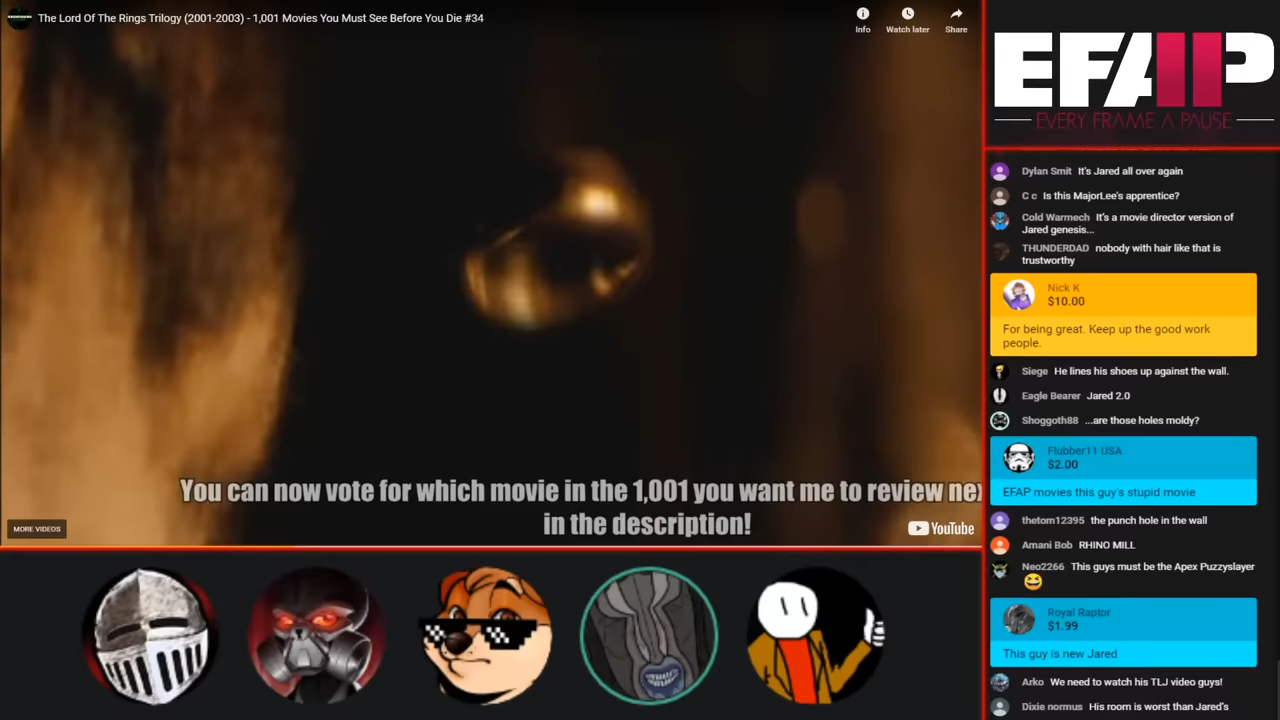 The Lord Of The Rings Trilogy (2001-2003) - 1,001 Movies You Must See Before You Die #34
Info
Watch later
Share
You can now vote for which movie in the 1,001 you want me to review nex
in the description!
MORE VIDEOS
YouTube
EFAP
EVERY FRAME A PAUSE
Dylan Smit It's Jared all over again
C c Is this MajorLee's apprentice?
Cold Warmech It's a movie director version of
Jared genesis...
THUNDERDAD nobody with hair like that is
trustworthy
Nick K
$10.00
For being great. Keep up the good work
people.
Siege He lines his shoes up against the wall.
Eagle Bearer Jared 2.0
Shoggoth88 ...are those holes moldy?
Flubber11 USA
$2.00
EFAP movies this guy's stupid movie
thetom12395 the punch hole in the wall
Amani Bob RHINO MILL
Neo2266 This guys must be the Apex Puzzyslayer
Royal Raptor
$1.99
This guy is new Jared
Arko We need to watch his TLJ video guys!
Dixie normus His room is worst than Jared's